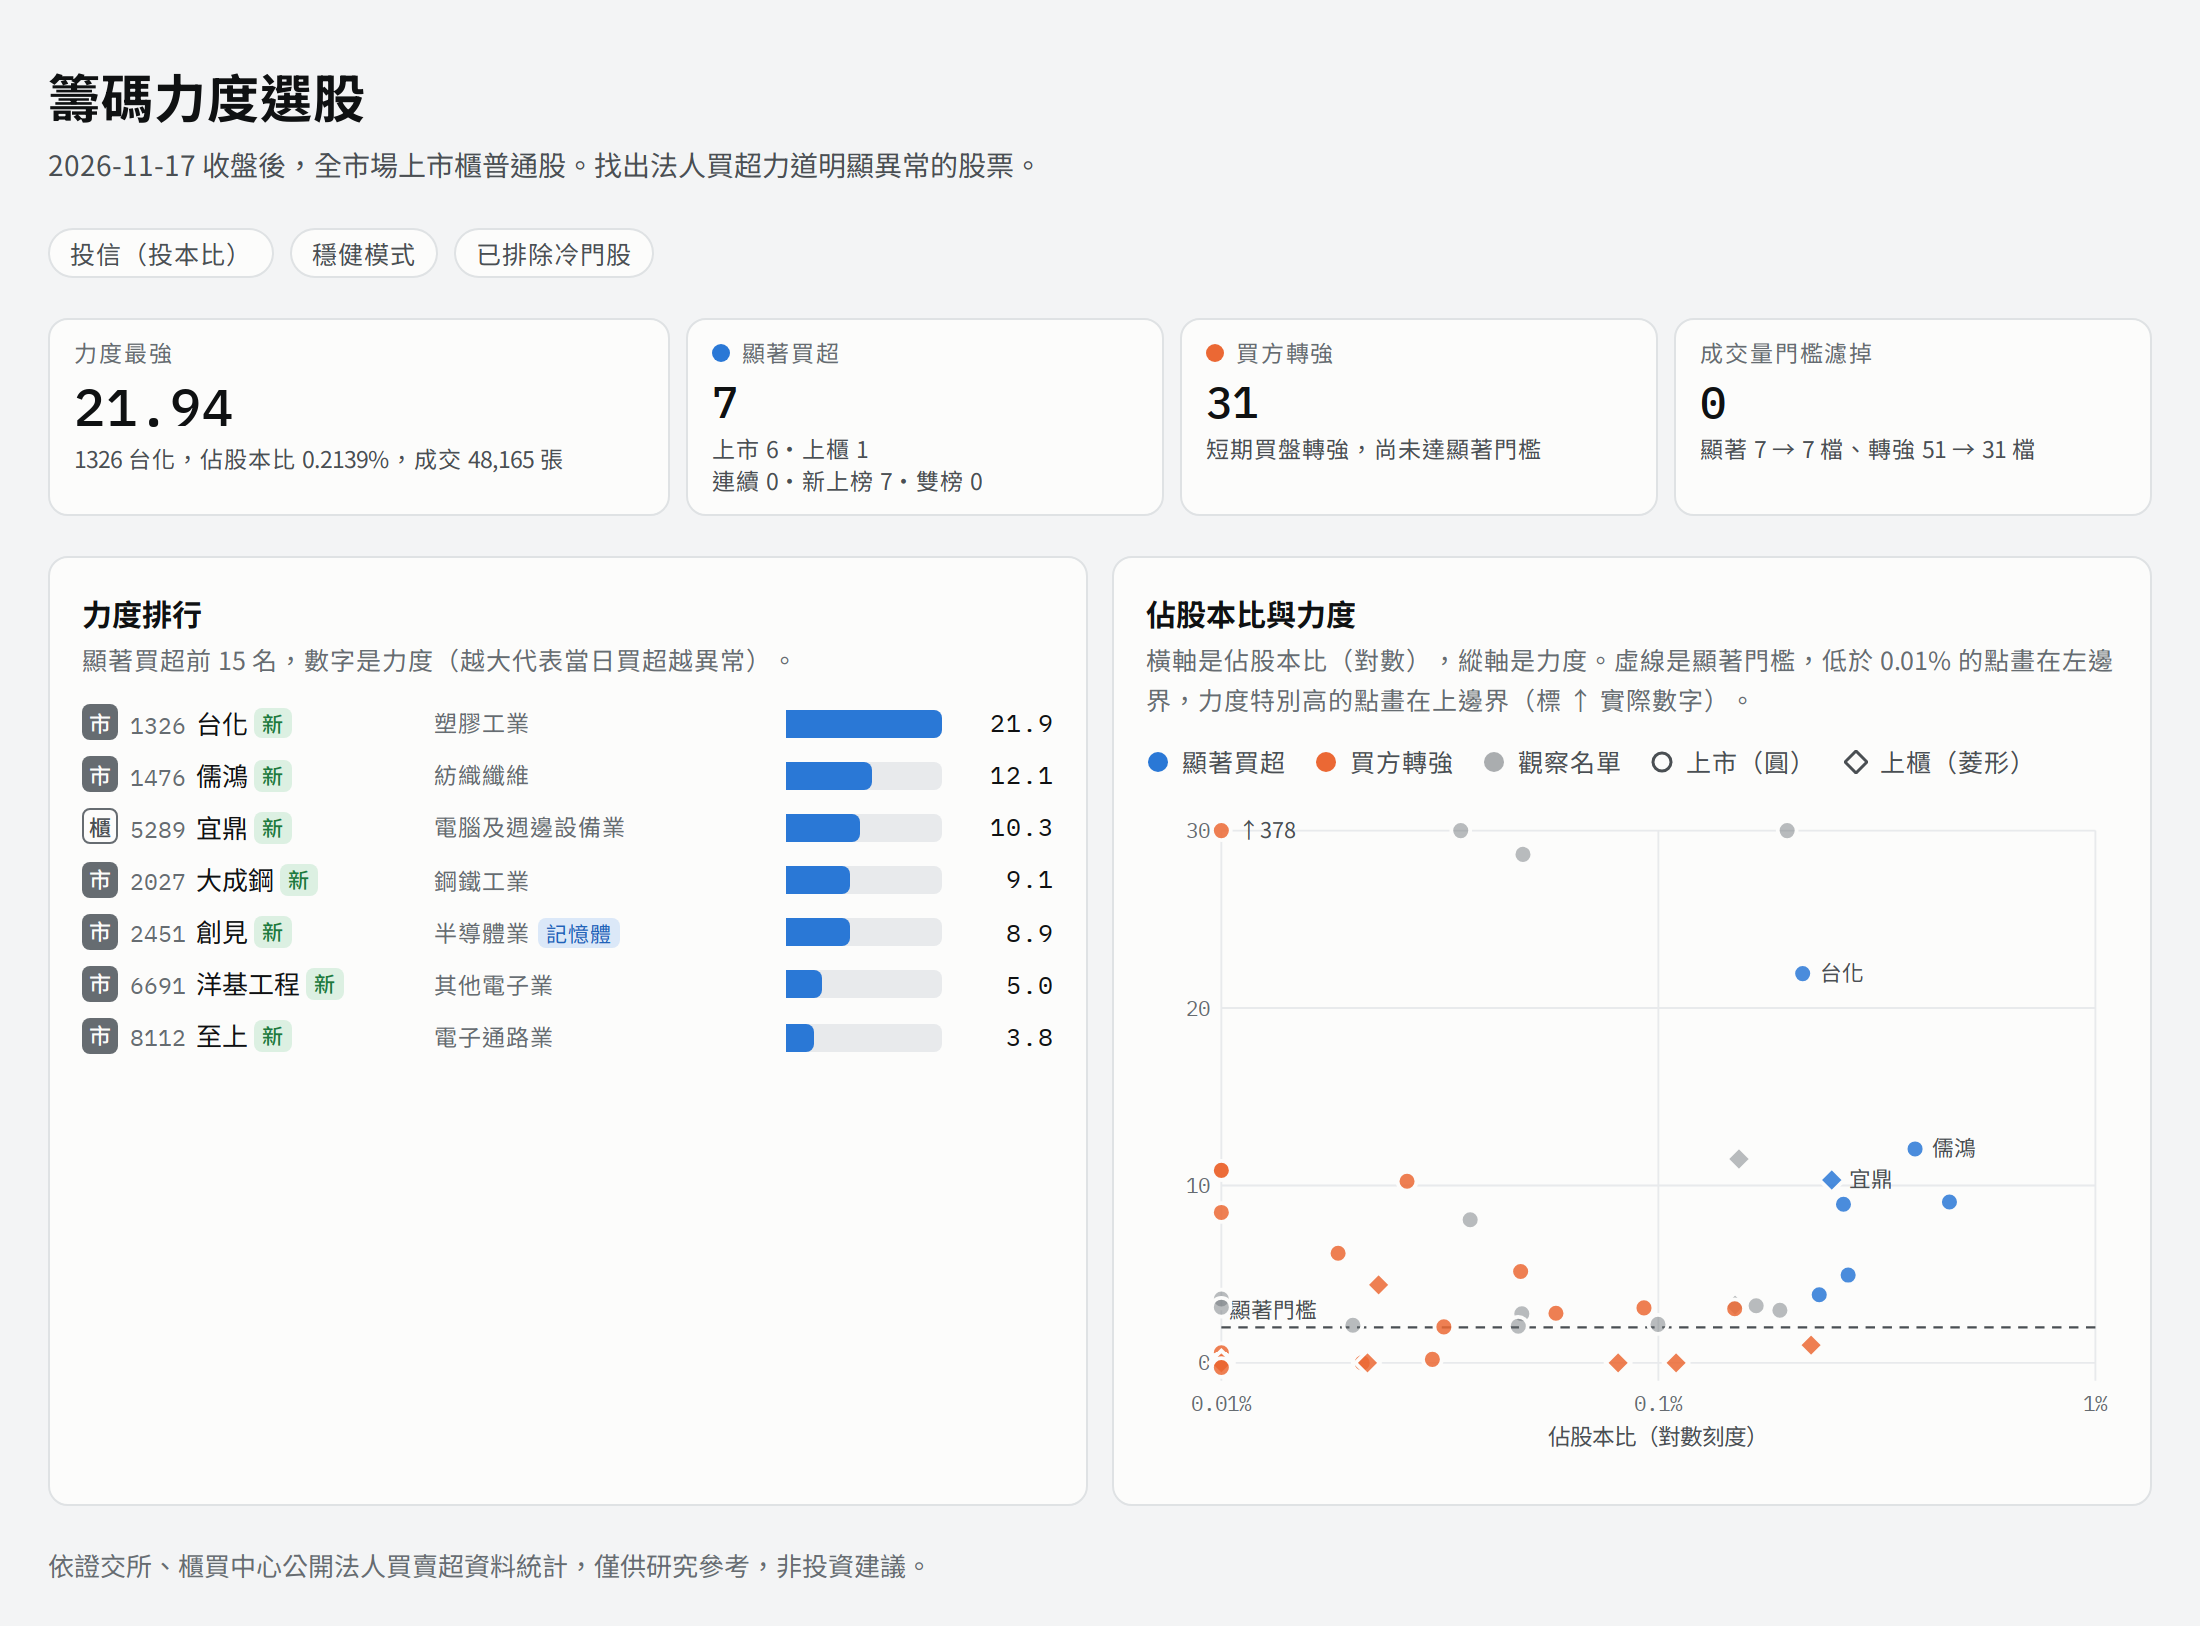 籌碼力度選股
2026-11-17 收盤後，全市場上市櫃普通股。找出法人買超力道明顯異常的股票。
投信（投本比） 穩健模式 已排除冷門股
力度最強
21.94
1326 台化，佔股本比 0.2139%，成交 48,165 張
顯著買超
7
上市 6・上櫃 1
連續 0・新上榜 7・雙榜 0
買方轉強
31
短期買盤轉強，尚未達顯著門檻
成交量門檻濾掉
0
顯著 7 → 7 檔、轉強 51 → 31 檔
力度排行
顯著買超前 15 名，數字是力度（越大代表當日買超越異常）。
市 1326 台化 新 塑膠工業 21.9
市 1476 儒鴻 新 紡織纖維 12.1
櫃 5289 宜鼎 新 電腦及週邊設備業 10.3
市 2027 大成鋼 新 鋼鐵工業 9.1
市 2451 創見 新 半導體業 記憶體 8.9
市 6691 洋基工程 新 其他電子業 5.0
市 8112 至上 新 電子通路業 3.8
佔股本比與力度
橫軸是佔股本比（對數），縱軸是力度。虛線是顯著門檻，低於 0.01% 的點畫在左邊
界，力度特別高的點畫在上邊界（標 ↑ 實際數字）。
顯著買超 買方轉強 觀察名單 上市（圓） 上櫃（菱形）
30 ↑378
台化
20
儒鴻
宜鼎
10
顯著門檻
0
0.01% 0.1% 1%
佔股本比（對數刻度）
依證交所、櫃買中心公開法人買賣超資料統計，僅供研究參考，非投資建議。